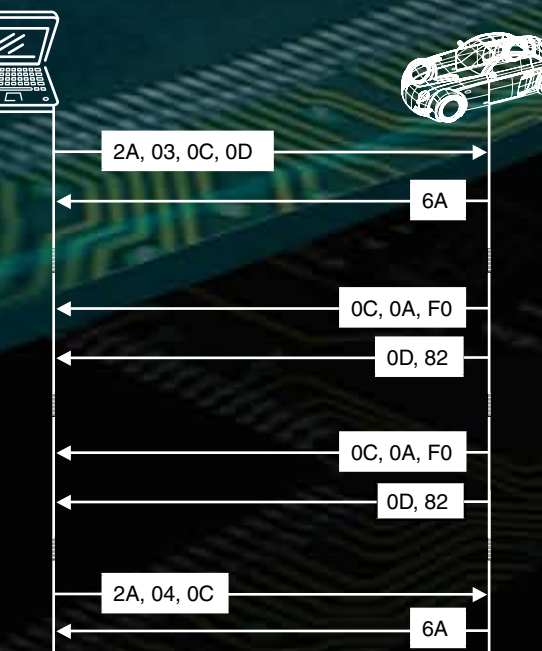 2A, 03, 0C, 0D
6A
0C, 0A, F0
0D, 82
0C, 0A, F0
0D, 82
2A, 04, 0C
6A